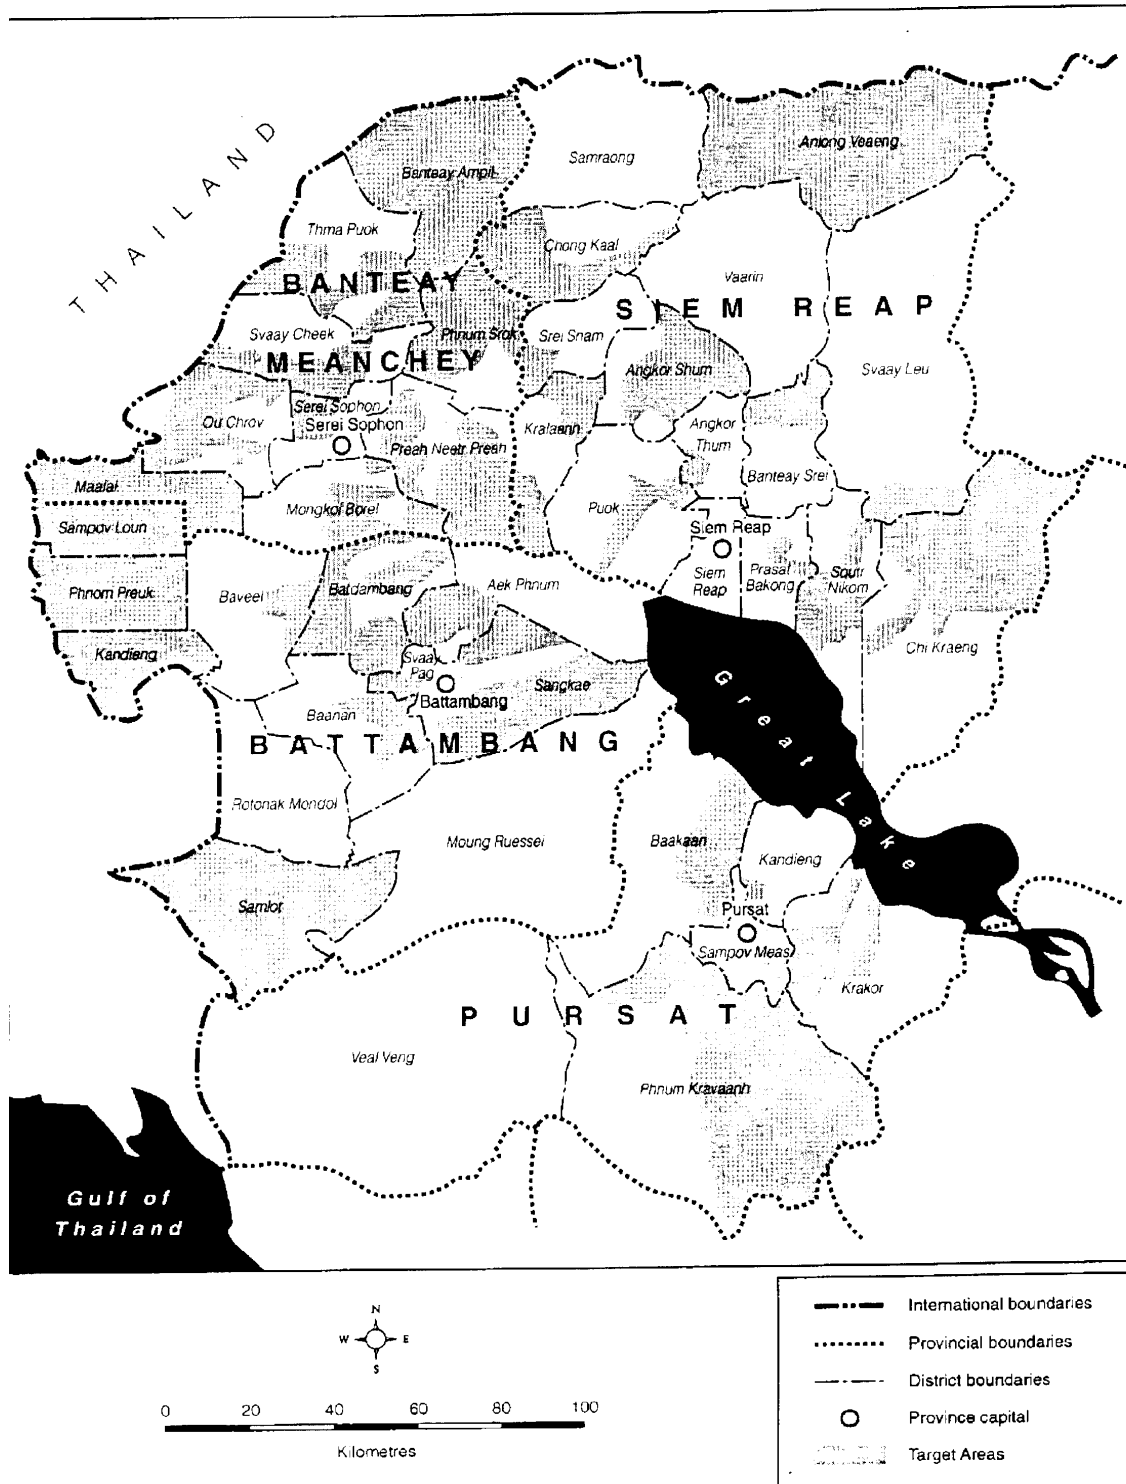 THAILAND
Samraong
Anlong Veaeng
Banteay Ampil
Thma Puok
Chong Kaal
Vaarin
BANTEAY
SIEM REAP
Svaay Cheek
Phnum Srok
Srei Snam
MEANCHEY
Angkor Shum
Svaay Leu
Serei Sophon
Serei Sophon
Ou Chrov
Preah Neetr Preah
Kralaanh
Angkor
Thum
Banteay Srei
Maalai
Mongkol Borei
Puok
Sampov Loun
Siem Reap
Siem
Reap
Prasat
Bakong
Soutr
Nikom
Phnom Preuk
Baveel
Batdambang
Aek Phnum
Kandieng
Svaay
Pag
Chi Kraeng
Sangkae
Battambang
Baanan
BATTAMBANG
Great Lake
Rotonak Mondol
Moung Ruessei
Baakaan
Kandieng
Samlot
Pursat
Sampov Meas
Krakor
PURSAT
Veal Veng
Phnum Kravaanh
Gulf of
Thailand
N
W E
S
0 20 40 60 80 100
Kilometres
International boundaries
Provincial boundaries
District boundaries
Province capital
Target Areas